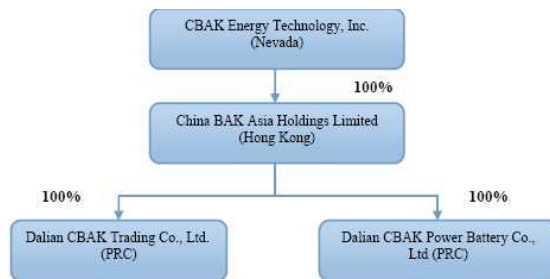 CBAK Energy Technology, Inc.
(Nevada)
100%
China BAK Asia Holdings Limited
(Hong Kong)
100%
100%
Dalian CBAK Trading Co., Ltd.
(PRC)
Dalian CBAK Power Battery Co.,
Ltd (PRC)